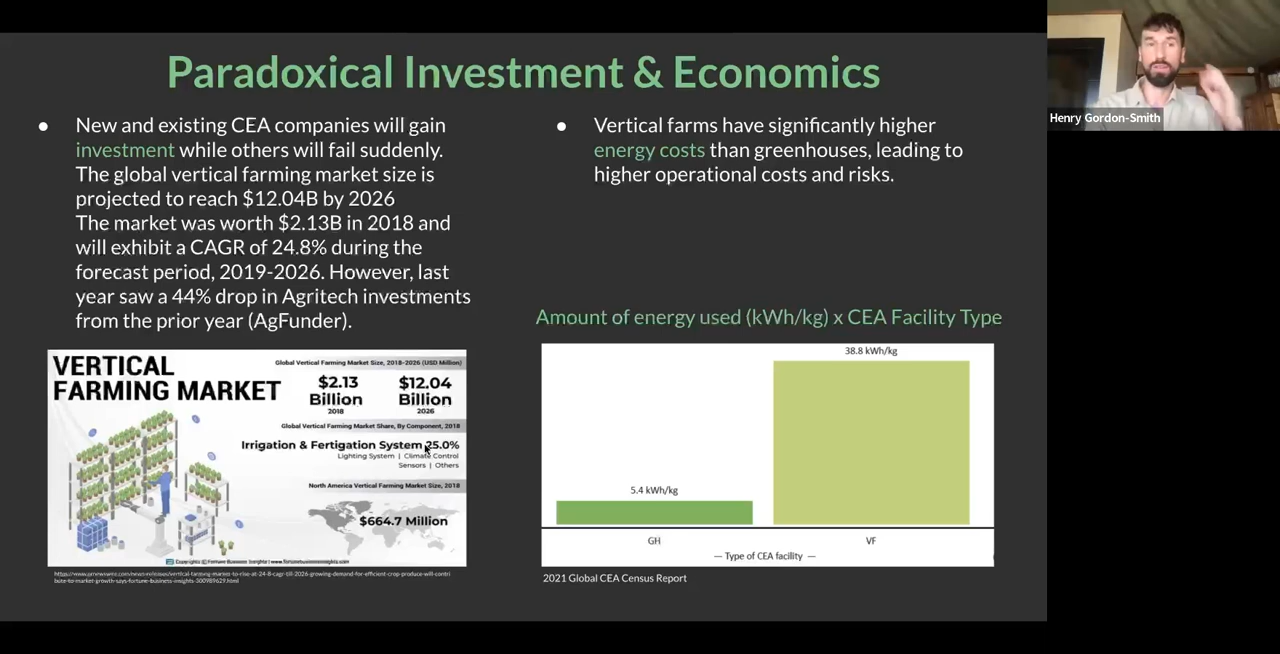 Paradoxical Investment & Economics
● New and existing CEA companies will gain
investment while others will fail suddenly.
The global vertical farming market size is
projected to reach $12.04B by 2026
The market was worth $2.13B in 2018 and
will exhibit a CAGR of 24.8% during the
forecast period, 2019-2026. However, last
year saw a 44% drop in Agritech investments
from the prior year (AgFunder).
VERTICAL
FARMING MARKET
Global Vertical Farming Market Size, 2018-2026 (USD Million)
$2.13
Billion
2018
$12.04
Billion
2026
Global Vertical Farming Market Share, By Component, 2018
Irrigation & Fertigation System 25.0%
Lighting System | Climate Control
Sensors | Others
North America Vertical Farming Market Size, 2018
$664.7 Million
Copyrights © Fortune Business Insights | www.fortunebusinessinsights.com
● Vertical farms have significantly higher
energy costs than greenhouses, leading to
higher operational costs and risks.
Amount of energy used (kWh/kg) x CEA Facility Type
38.8 kWh/kg
5.4 kWh/kg
GH
VF
— Type of CEA facility —
2021 Global CEA Census Report
Henry Gordon-Smith